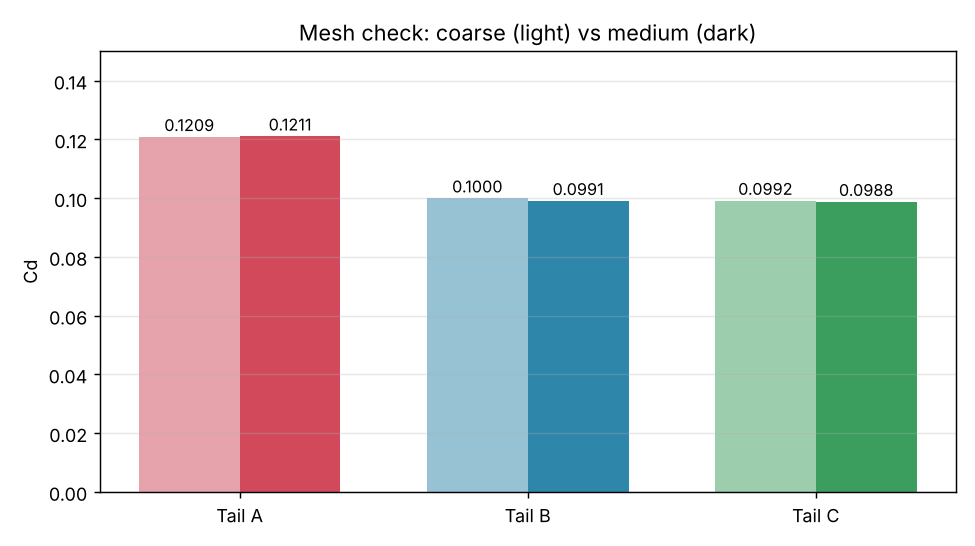 Mesh check: coarse (light) vs medium (dark)
0.14
0.12
0.10
0.08
0.06
0.04
0.02
0.00
Cd
0.1209
0.1211
0.1000
0.0991
0.0992
0.0988
Tail A
Tail B
Tail C